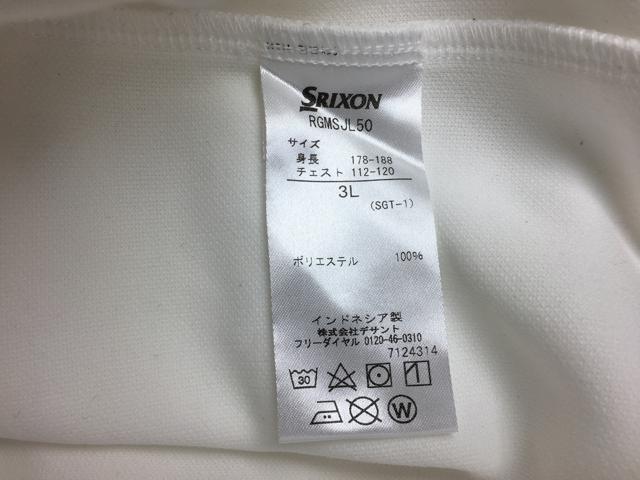 SRIXON
RGMSJL50
サイズ
身長 178-188
チェスト 112-120
3L
(SGT-1)
ポリエステル 100%
インドネシア製
株式会社デサント
フリーダイヤル 0120-46-0310
7124314
30
W